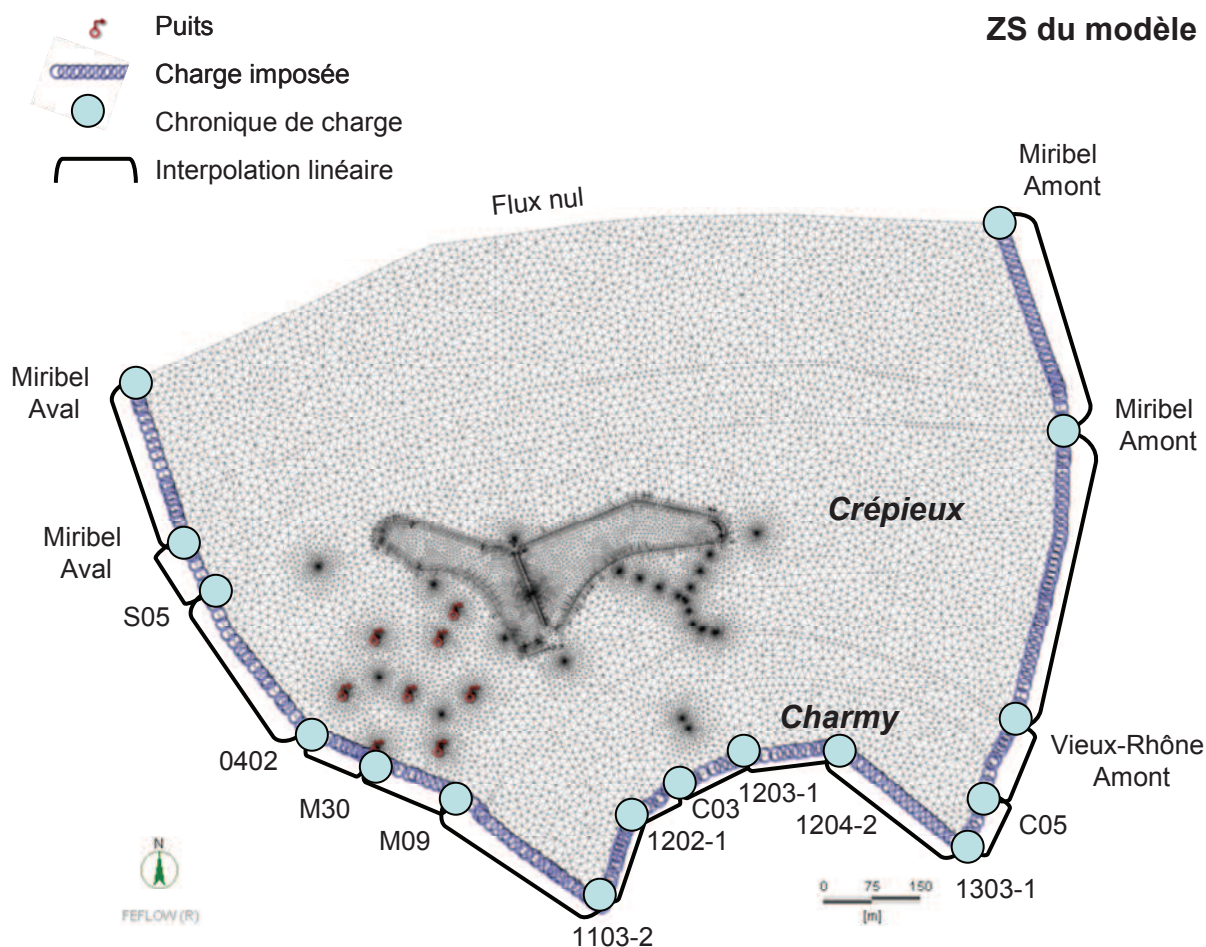 Puits
ZS du modèle
Charge imposée
Chronique de charge
Interpolation linéaire
Miribel
Amont
Flux nul
Miribel
Aval
Miribel
Amont
Crépieux
Miribel
Aval
S05
Charmy
Vieux-Rhône
Amont
0402
1203-1
M30
C03
1204-2
C05
M09
1202-1
1303-1
1103-2
N
FEFLOW (R)
0 75 150
[m]